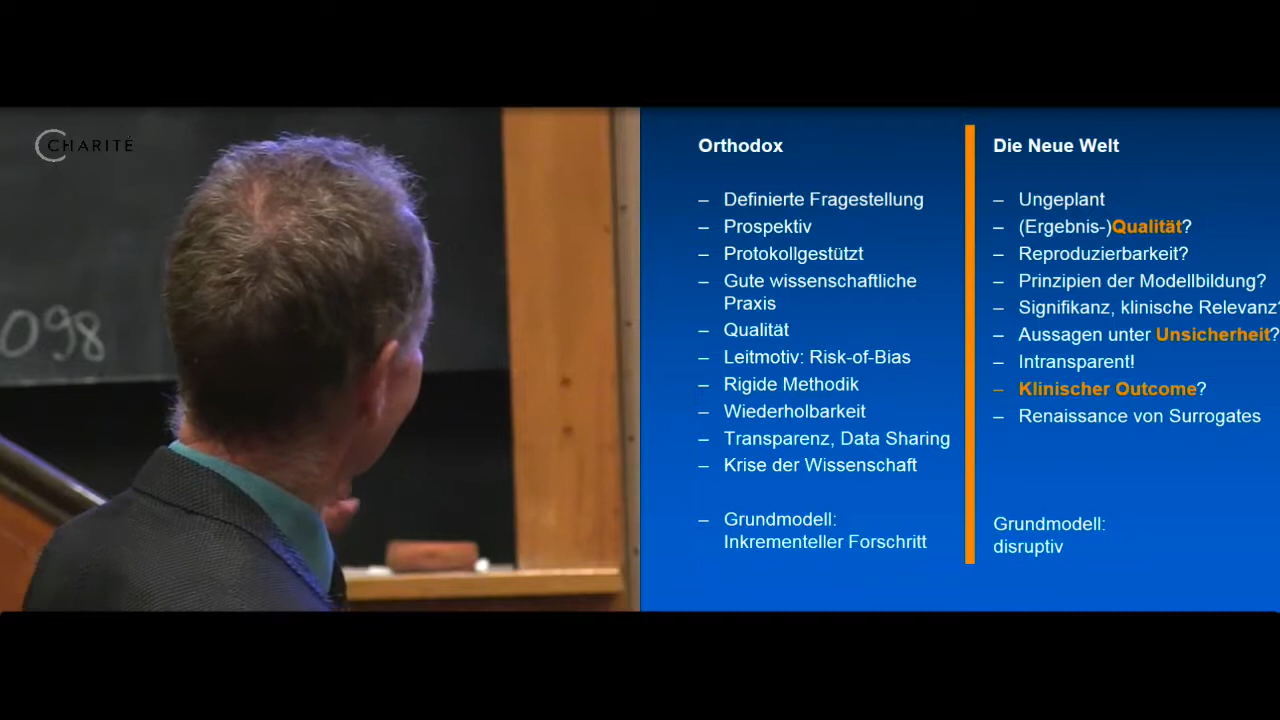 CHARITÉ
098
Orthodox
– Definierte Fragestellung
– Prospektiv
– Protokollgestützt
– Gute wissenschaftliche
Praxis
– Qualität
– Leitmotiv: Risk-of-Bias
– Rigide Methodik
– Wiederholbarkeit
– Transparenz, Data Sharing
– Krise der Wissenschaft
– Grundmodell:
Inkrementeller Forschritt
Die Neue Welt
– Ungeplant
– (Ergebnis-)Qualität?
– Reproduzierbarkeit?
– Prinzipien der Modellbildung?
– Signifikanz, klinische Relevanz?
– Aussagen unter Unsicherheit?
– Intransparent!
– Klinischer Outcome?
– Renaissance von Surrogates
Grundmodell:
disruptiv